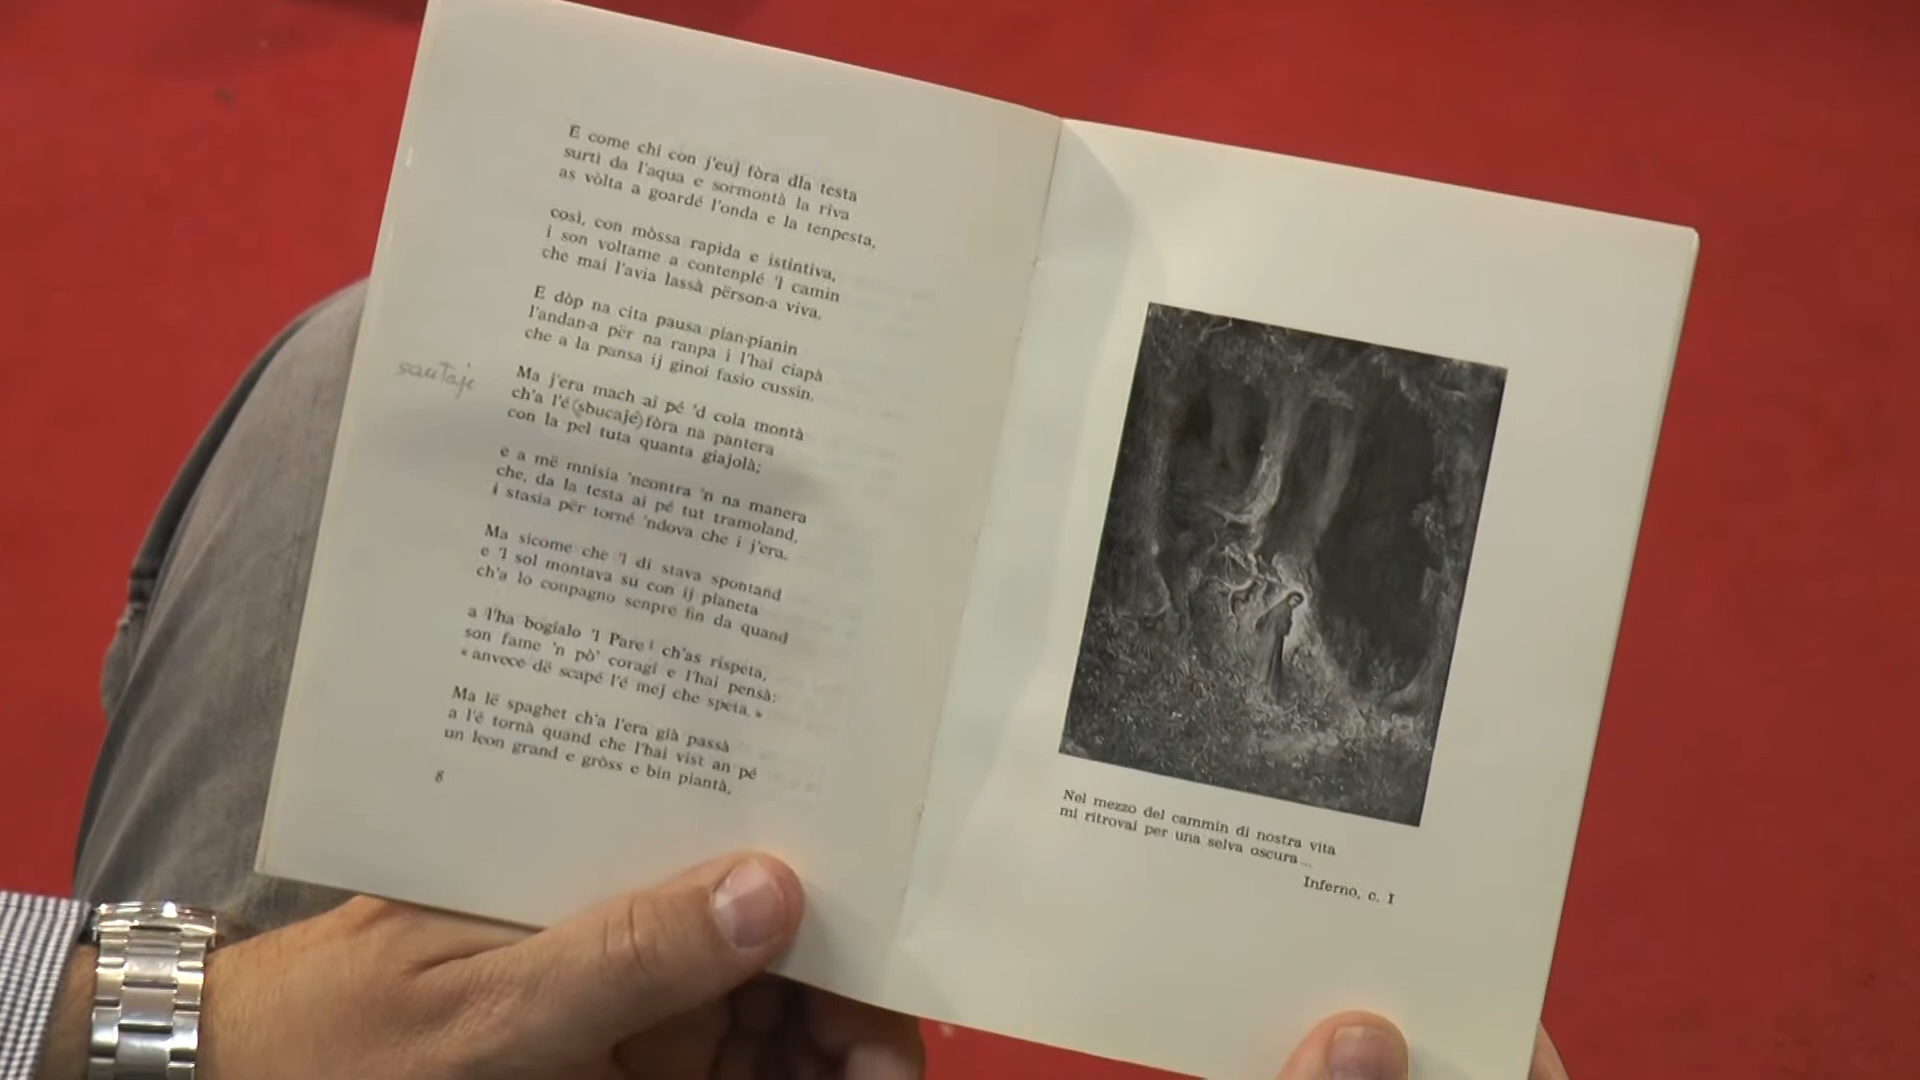 E come chi con j'euj fòra dla testa
surtì da l'aqua e sormontà la riva
as vòlta a goardé l'onda e la tenpesta,
così, con mòssa rapida e istintiva,
i son voltame a contenplé 'l camin
che mai l'avia lassà përson-a viva.
E dòp na cita pausa pian-pianin
l'andan-a për na ranpa i l'hai ciapà
che a la pansa ij ginoi fasio cussin.
Ma j'era mach ai pé 'd cola montà
sautaje
ch'a l'é (sbucaje) fòra na pantera
con la pel tuta quanta giajolà;
e a më mnisia 'ncontra 'n na manera
che, da la testa ai pé tut tramoland,
i stasia për torné 'ndova che i j'era.
Ma sicome che 'l di stava spontand
e 'l sol montava su con ij pianeta
ch'a lo conpagno senpre fin da quand
a l'ha bogialo 'l Pare ch'as rispeta,
son fame 'n pò' coragi e l'hai pensà:
« anvece dë scapé l'é mej che speta. »
Ma lë spaghet ch'a l'era già passà
a l'é tornà quand che l'hai vist an pé
un leon grand e gròss e bin piantà,
8
Nel mezzo del cammin di nostra vita
mi ritrovai per una selva oscura...
Inferno, c. I